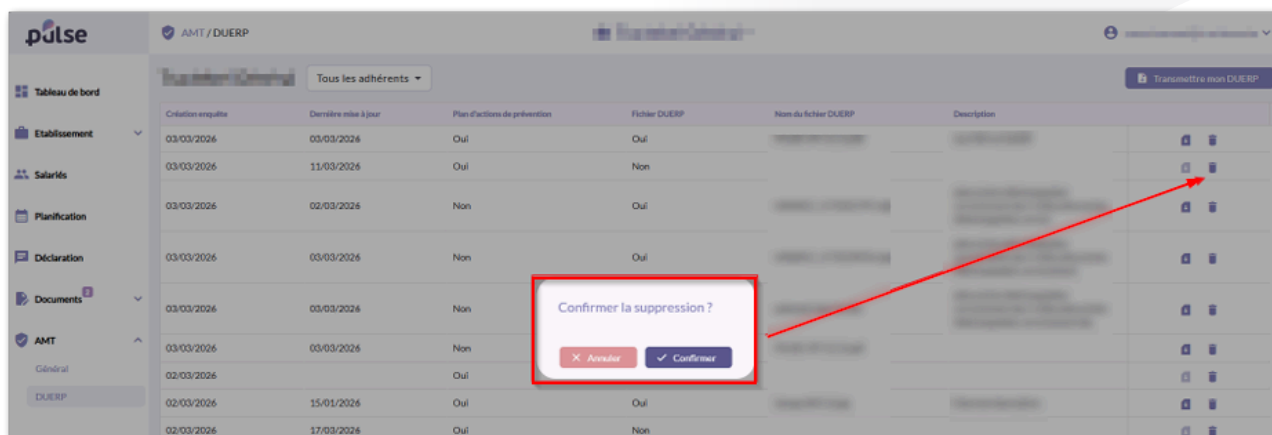 pulse
AMT / DUERP
Tous les adhérents
Transmettre mon DUERP
Tableau de bord
Etablissement
Salariés
Planification
Déclaration
Documents 2
AMT
Général
DUERP
Création enquête Dernière mise à jour Plan d'actions de prévention Fichier DUERP Nom du fichier DUERP Description
03/03/2026 03/03/2026 Oui Oui
03/03/2026 11/03/2026 Oui Non
03/03/2026 02/03/2026 Non Oui
03/03/2026 03/03/2026 Non Oui
03/03/2026 03/03/2026 Non
03/03/2026 03/03/2026 Non
02/03/2026 Oui
02/03/2026 15/01/2026 Oui Oui
02/03/2026 17/03/2026 Oui Non
Confirmer la suppression ?
Annuler
Confirmer